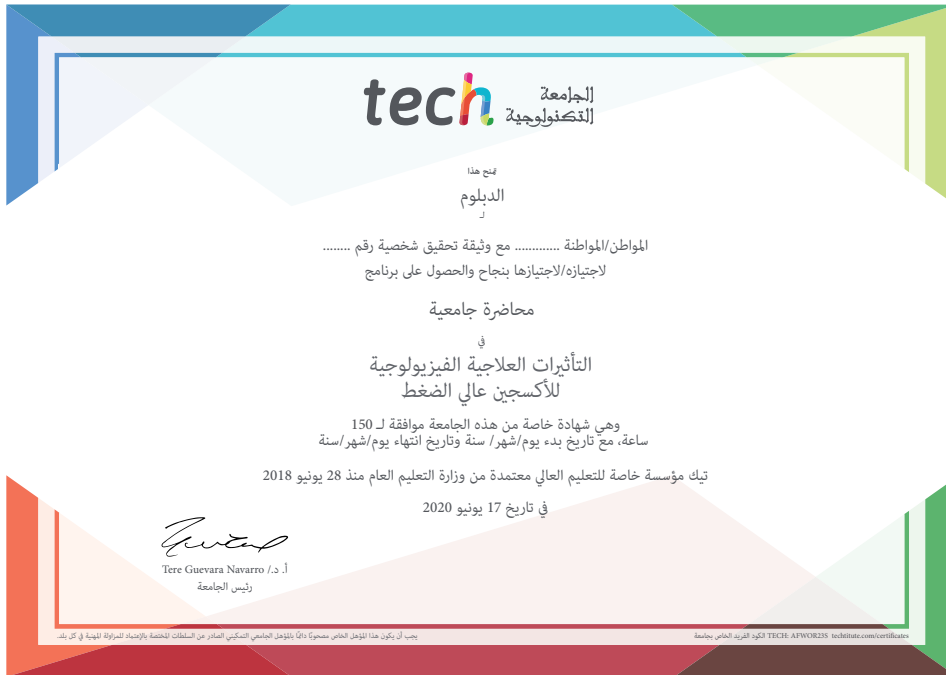 tech الجامعة
التكنولوجية
يمنح هذا
الدبلوم
لـ
المواطن/المواطنة ............ مع وثيقة تحقيق شخصية رقم ........
لاجتيازه/لاجتيازها بنجاح والحصول على برنامج
محاضرة جامعية
في
التأثيرات العلاجية الفيزيولوجية
للأكسجين عالي الضغط
وهي شهادة خاصة من هذه الجامعة موافقة لـ 150
ساعة، مع تاريخ بدء يوم/شهر/ سنة وتاريخ انتهاء يوم/شهر/سنة
تيك مؤسسة خاصة للتعليم العالي معتمدة من وزارة التعليم العام منذ 28 يونيو 2018
في تاريخ 17 يونيو 2020
أ. د./ Tere Guevara Navarro
رئيس الجامعة
يجب أن يكون هذا المؤهل الخاص مصحوبًا دائمًا بالمؤهل الجامعي التمكيني الصادر عن السلطات المختصة بالإعتماد للمزاولة المهنية في كل بلد.
الكود الفريد الخاص بجامعة TECH: AFWOR23S techtitute.com/certificates